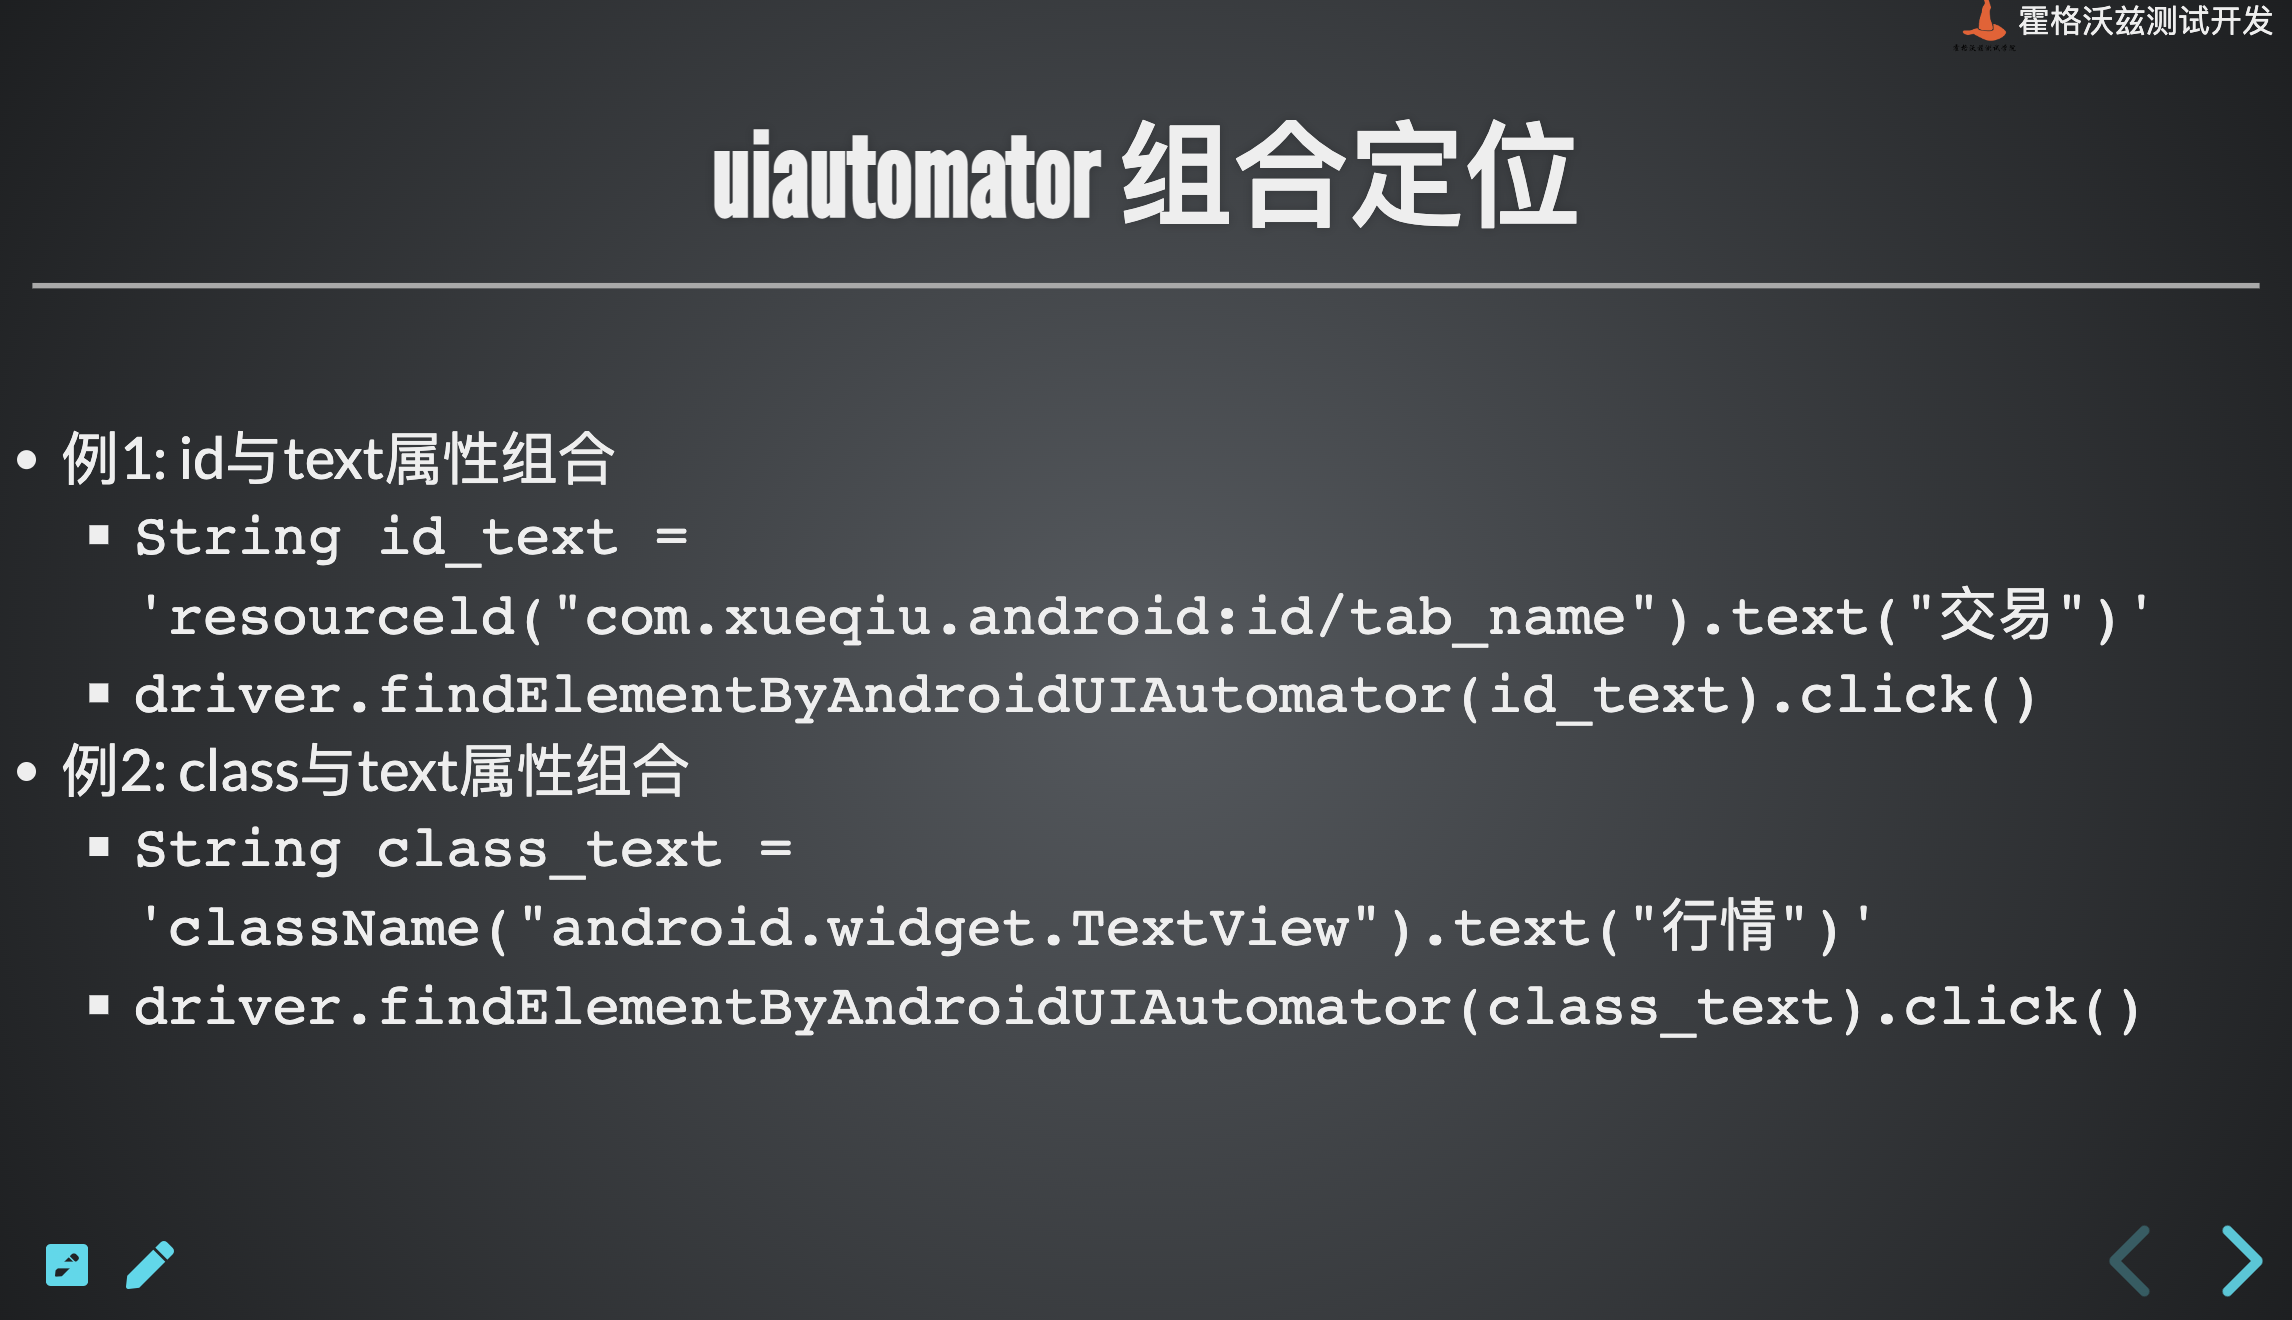 霍格沃兹测试开发
uiautomator 组合定位
• 例1: id与text属性组合
▪ String id_text =
'resourceld("com.xueqiu.android:id/tab_name").text("交易")'
▪ driver.findElementByAndroidUIAutomator(id_text).click()
• 例2: class与text属性组合
▪ String class_text =
'className("android.widget.TextView").text("行情")'
▪ driver.findElementByAndroidUIAutomator(class_text).click()